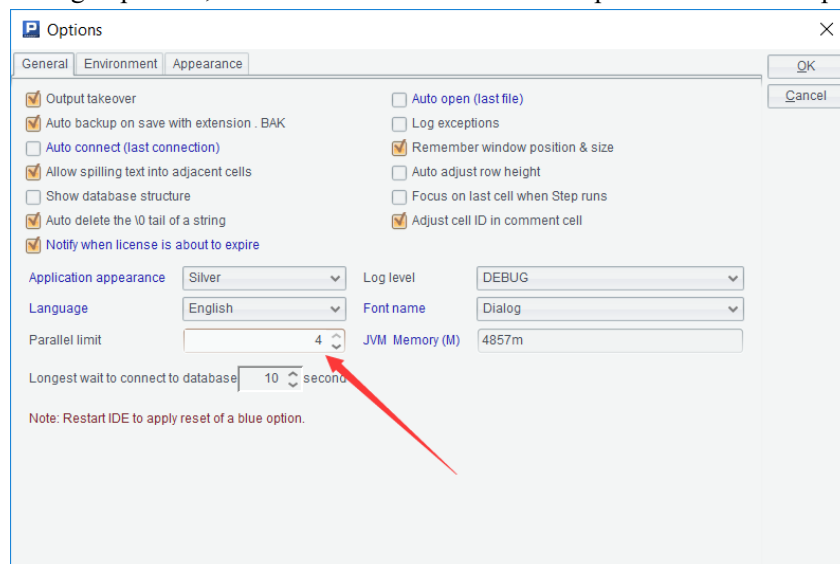 Options
General Environment Appearance
OK
Cancel
Output takeover
Auto open (last file)
Auto backup on save with extension . BAK
Log exceptions
Auto connect (last connection)
Remember window position & size
Allow spilling text into adjacent cells
Auto adjust row height
Show database structure
Focus on last cell when Step runs
Auto delete the \0 tail of a string
Adjust cell ID in comment cell
Notify when license is about to expire
Application appearance Silver Log level DEBUG
Language English Font name Dialog
Parallel limit 4 JVM Memory (M) 4857m
Longest wait to connect to database 10 second
Note: Restart IDE to apply reset of a blue option.